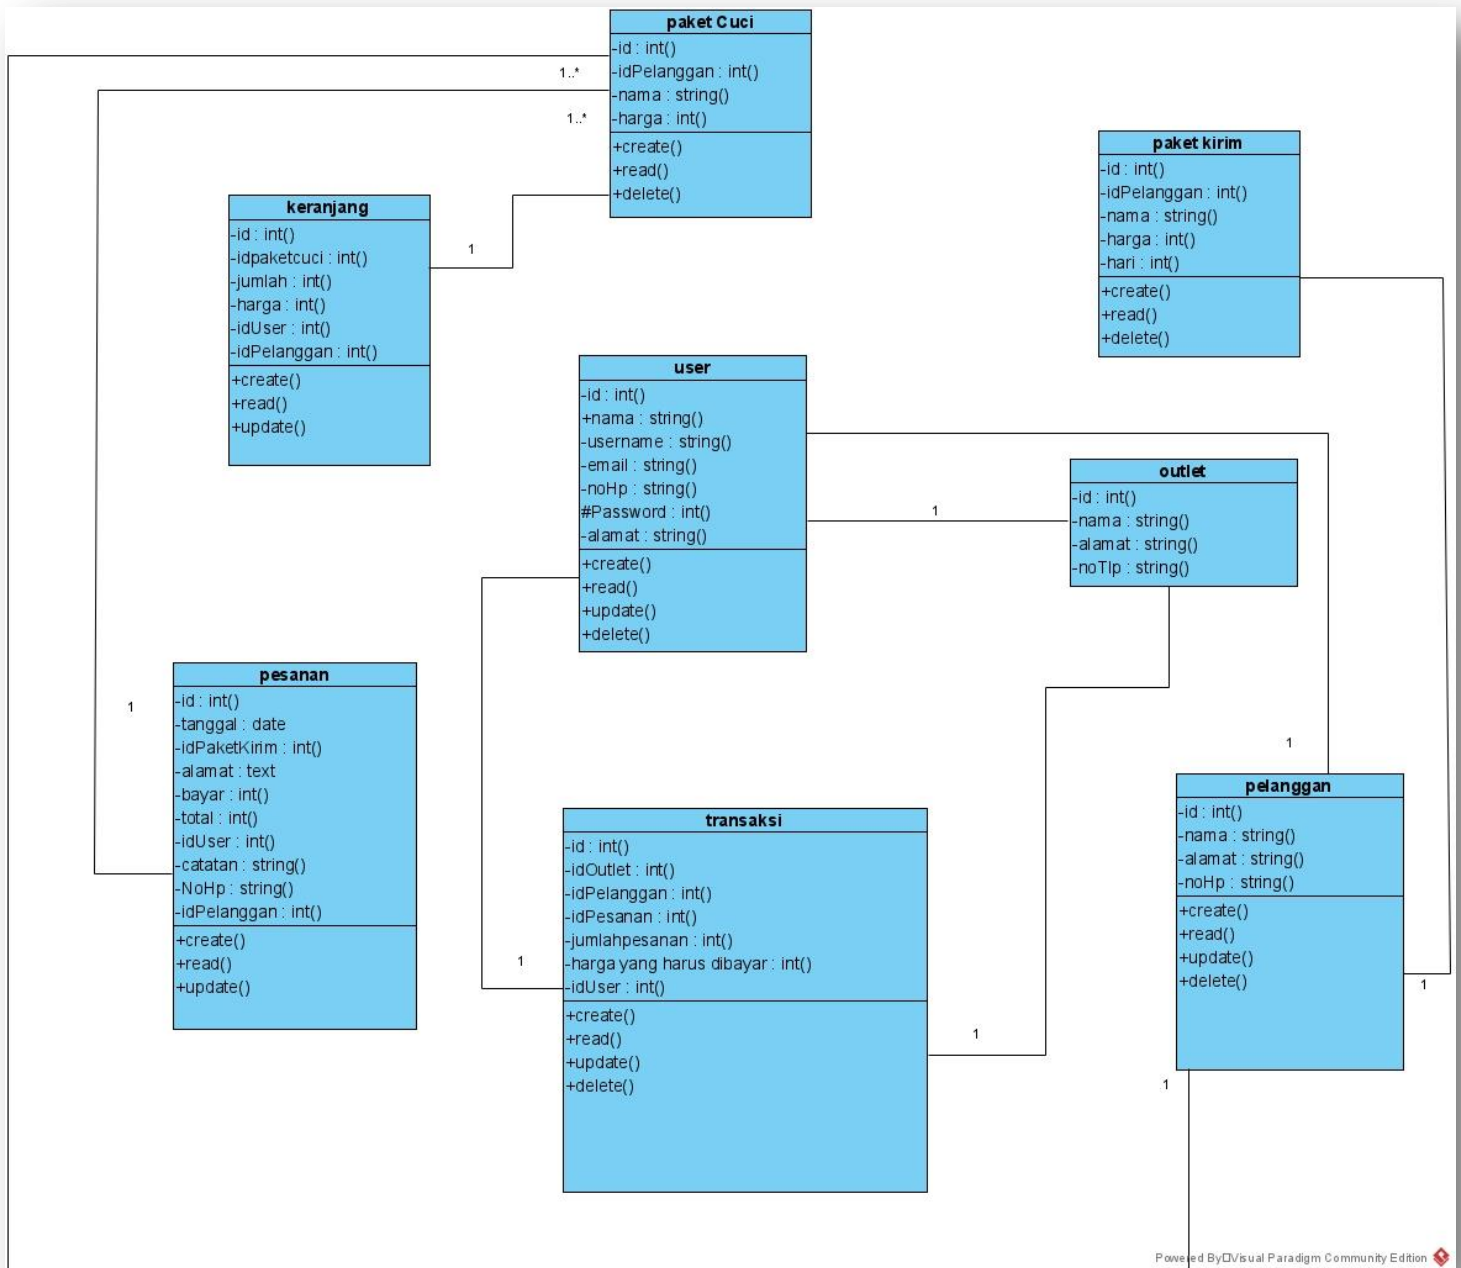 paket Cuci
-id : int()
-idPelanggan : int()
-nama : string()
-harga : int()
+create()
+read()
+delete()
1..*
1..*
paket kirim
-id : int()
-idPelanggan : int()
-nama : string()
-harga : int()
-hari : int()
+create()
+read()
+delete()
keranjang
-id : int()
-idpaketcuci : int()
-jumlah : int()
-harga : int()
-idUser : int()
-idPelanggan : int()
+create()
+read()
+update()
1
user
-id : int()
+nama : string()
-username : string()
-email : string()
-noHp : string()
#Password : int()
-alamat : string()
+create()
+read()
+update()
+delete()
1
outlet
-id : int()
-nama : string()
-alamat : string()
-noTlp : string()
pesanan
-id : int()
-tanggal : date
-idPaketKirim : int()
-alamat : text
-bayar : int()
-total : int()
-idUser : int()
-catatan : string()
-NoHp : string()
-idPelanggan : int()
+create()
+read()
+update()
1
transaksi
-id : int()
-idOutlet : int()
-idPelanggan : int()
-idPesanan : int()
-jumlahpesanan : int()
-harga yang harus dibayar : int()
-idUser : int()
+create()
+read()
+update()
+delete()
1
1
1
pelanggan
-id : int()
-nama : string()
-alamat : string()
-noHp : string()
+create()
+read()
+update()
+delete()
1
1
Powered By□Visual Paradigm Community Edition